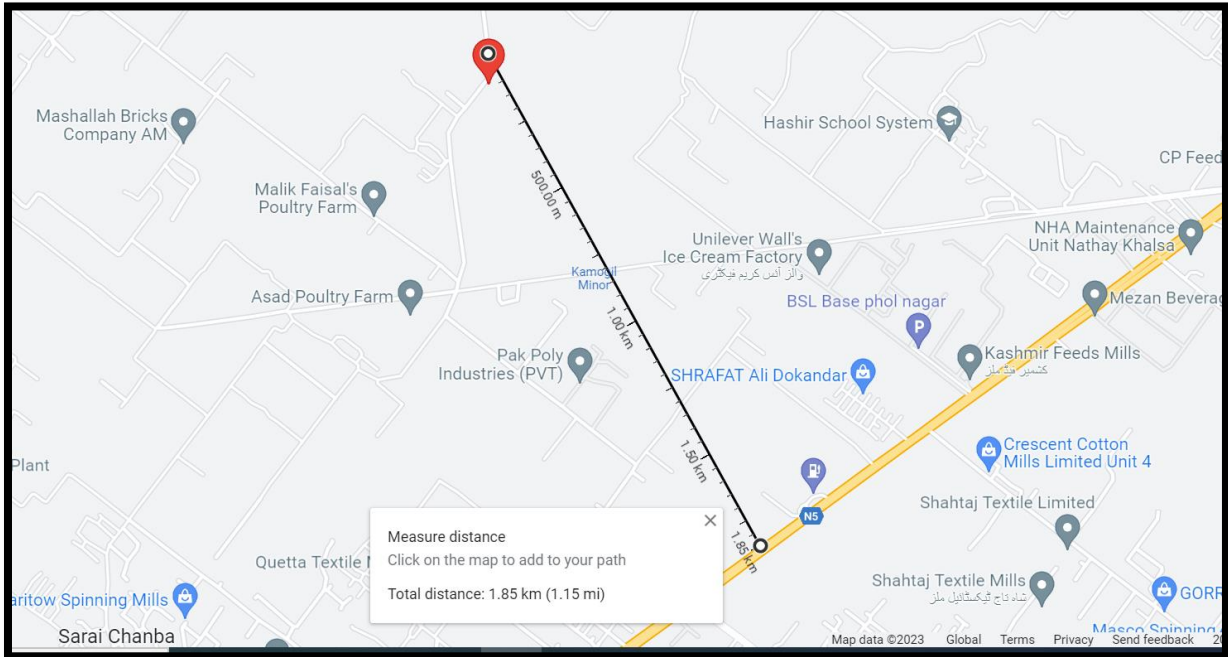 Mashallah Bricks
Company AM
Hashir School System
CP Feed
Malik Faisal's
Poultry Farm
500.00 m
NHA Maintenance
Unit Nathay Khalsa
Unilever Wall's
Ice Cream Factory
والز آئس کریم فیکٹری
Kamogil
Minor
Asad Poultry Farm
BSL Base phol nagar
P
Mezan Beverag
1.00 km
Pak Poly
Industries (PVT)
Kashmir Feeds Mills
کشمیر فیڈ ملز
SHRAFAT Ali Dokandar
1.50 km
Crescent Cotton
Mills Limited Unit 4
Plant
Shahtaj Textile Limited
N5
1.85 km
Measure distance
Click on the map to add to your path
Total distance: 1.85 km (1.15 mi)
Quetta Textile
Shahtaj Textile Mills
شاہ تاج ٹیکسٹائیل ملز
aritow Spinning Mills
GORR
Masco Spinning
Sarai Chanba
Map data ©2023 Global Terms Privacy Send feedback